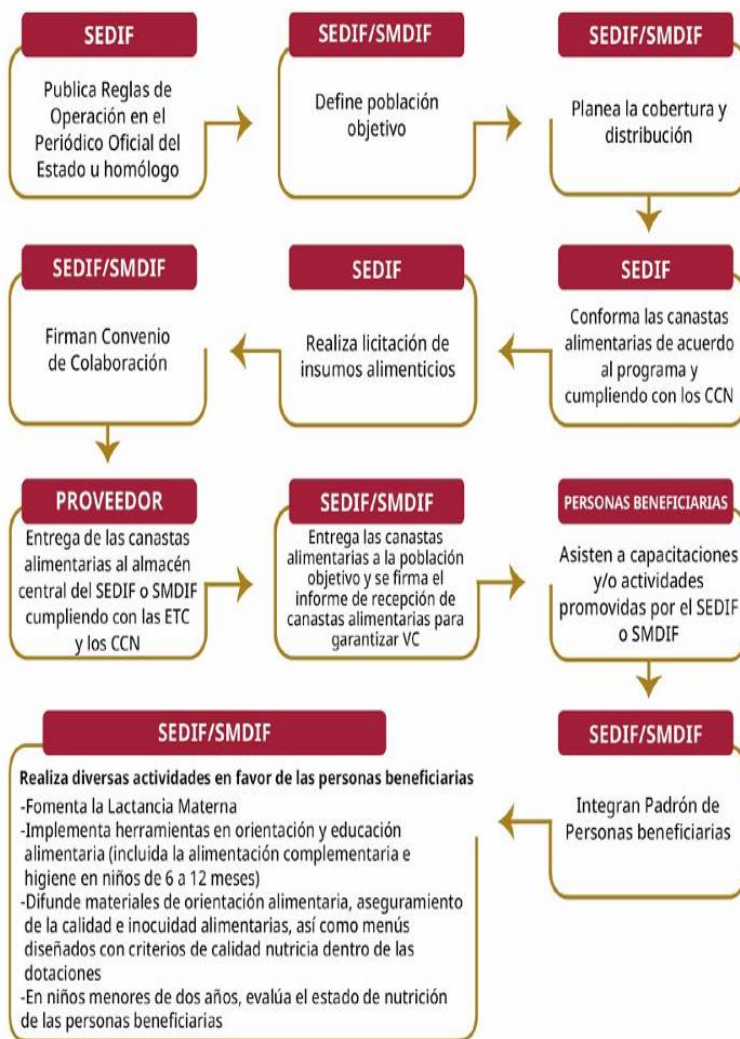 SEDIF
Publica Reglas de
Operación en el
Periódico Oficial del
Estado u homólogo
SEDIF/SMDIF
Define población
objetivo
SEDIF/SMDIF
Planea la cobertura y
distribución
SEDIF
Conforma las canastas
alimentarias de acuerdo
al programa y
cumpliendo con los CCN
SEDIF
Realiza licitación de
insumos alimenticios
SEDIF/SMDIF
Firman Convenio
de Colaboración
PROVEEDOR
Entrega de las canastas
alimentarias al almacén
central del SEDIF o SMDIF
cumpliendo con las ETC
y los CCN
SEDIF/SMDIF
Entrega las canastas
alimentarias a la población
objetivo y se firma el
informe de recepción de
canastas alimentarias para
garantizar VC
PERSONAS BENEFICIARIAS
Asisten a capacitaciones
y/o actividades
promovidas por el SEDIF
o SMDIF
SEDIF/SMDIF
Integran Padrón de
Personas beneficiarias
SEDIF/SMDIF
Realiza diversas actividades en favor de las personas beneficiarias
-Fomenta la Lactancia Materna
-Implementa herramientas en orientación y educación
alimentaria (incluida la alimentación complementaria e
higiene en niños de 6 a 12 meses)
-Difunde materiales de orientación alimentaria, aseguramiento
de la calidad e inocuidad alimentarias, así como menús
diseñados con criterios de calidad nutricia dentro de las
dotaciones
-En niños menores de dos años, evalúa el estado de nutrición
de las personas beneficiarias